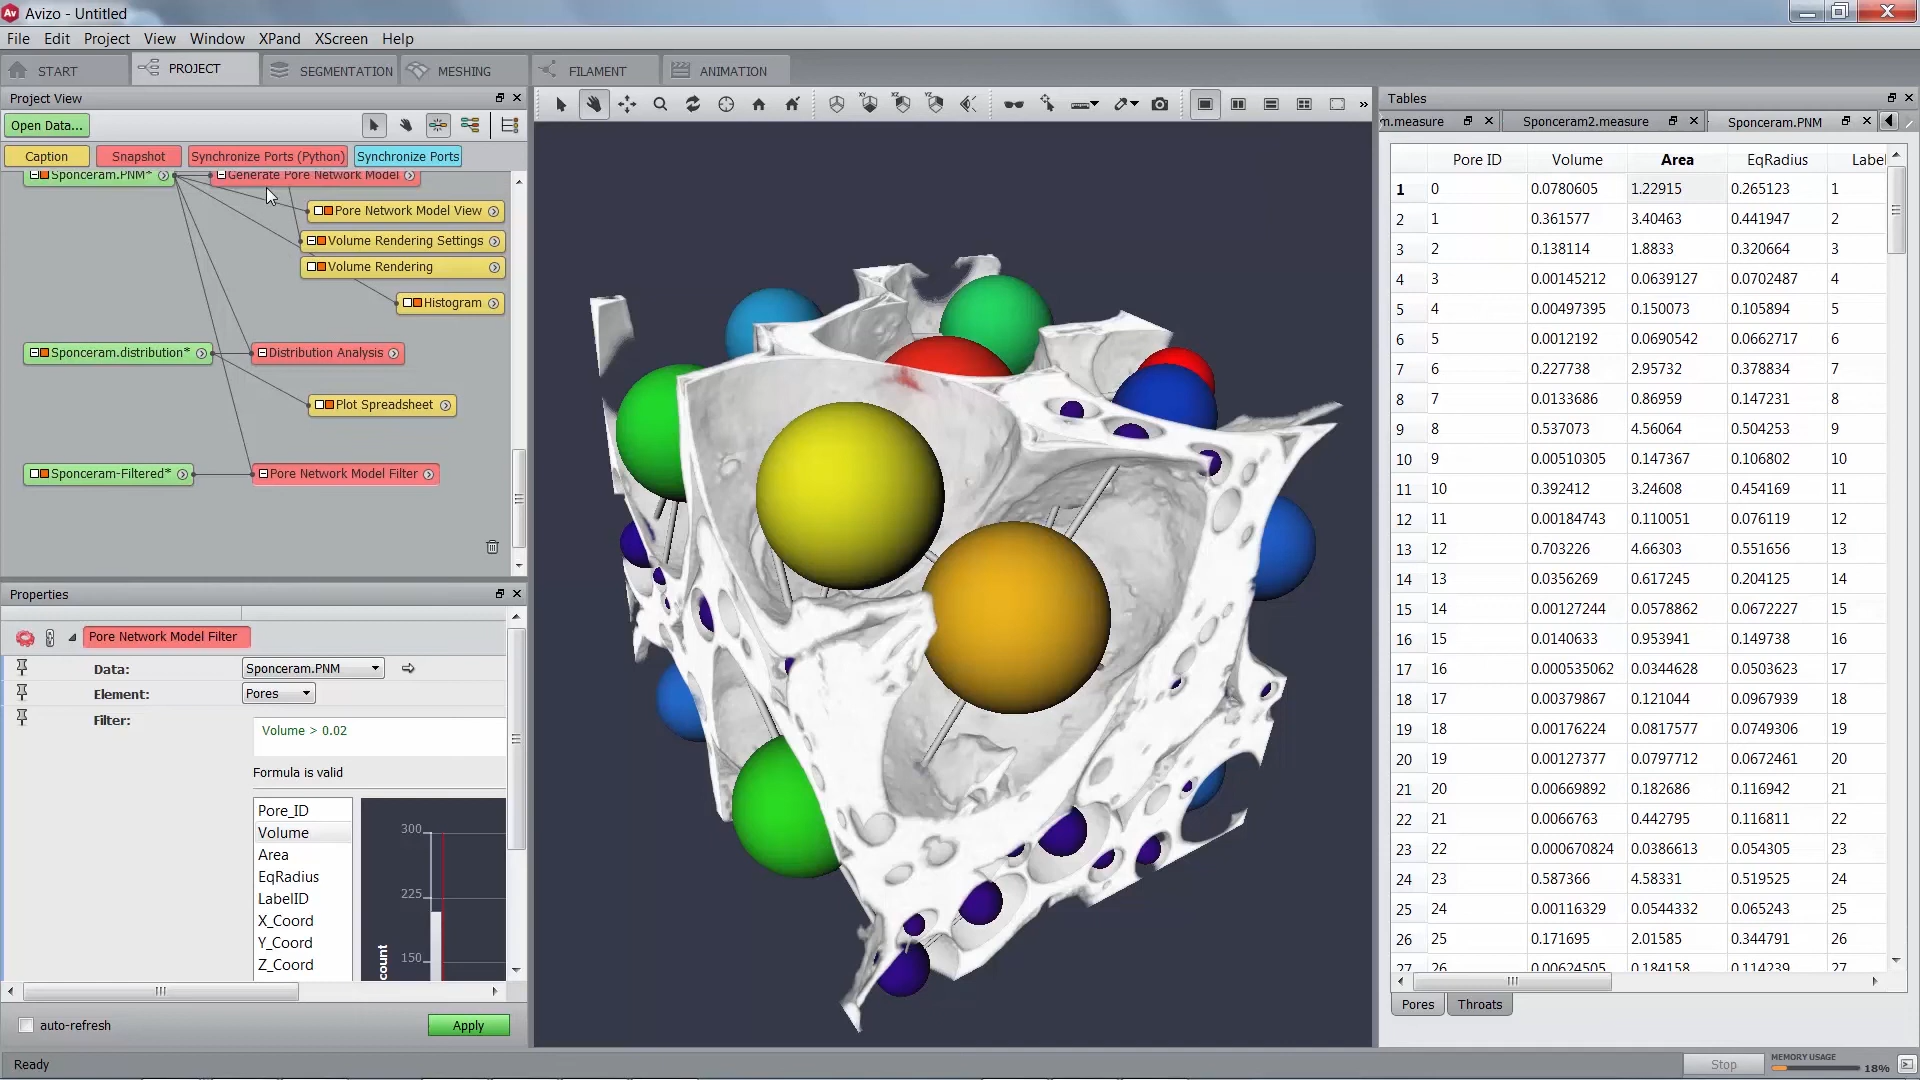 Avizo - Untitled
File Edit Project View Window XPand XScreen Help
START PROJECT SEGMENTATION MESHING FILAMENT ANIMATION
Project View
Open Data...
Caption Snapshot Synchronize Ports (Python) Synchronize Ports
Sponceram.PNM* Generate Pore Network Model
Pore Network Model View
Volume Rendering Settings
Volume Rendering
Histogram
Sponceram.distribution* Distribution Analysis
Plot Spreadsheet
Sponceram-Filtered* Pore Network Model Filter
Properties
Pore Network Model Filter
Data: Sponceram.PNM
Element: Pores
Filter:
Volume > 0.02
Formula is valid
Pore_ID
Volume
Area
EqRadius
LabelID
X_Coord
Y_Coord
Z_Coord
300
225
150
count
auto-refresh Apply
Tables
m.measure Sponceram2.measure Sponceram.PNM
Pore ID Volume Area EqRadius Label
1 0 0.0780605 1.22915 0.265123 1
2 1 0.361577 3.40463 0.441947 2
3 2 0.138114 1.8833 0.320664 3
4 3 0.00145212 0.0639127 0.0702487 4
5 4 0.00497395 0.150073 0.105894 5
6 5 0.0012192 0.0690542 0.0662717 6
7 6 0.227738 2.95732 0.378834 7
8 7 0.0133686 0.86959 0.147231 8
9 8 0.537073 4.56064 0.504253 9
10 9 0.00510305 0.147367 0.106802 10
11 10 0.392412 3.24608 0.454169 11
12 11 0.00184743 0.110051 0.076119 12
13 12 0.703226 4.66303 0.551656 13
14 13 0.0356269 0.617245 0.204125 14
15 14 0.00127244 0.0578862 0.0672227 15
16 15 0.0140633 0.953941 0.149738 16
17 16 0.000535062 0.0344628 0.0503623 17
18 17 0.00379867 0.121044 0.0967939 18
19 18 0.00176224 0.0817577 0.0749306 19
20 19 0.00127377 0.0797712 0.0672461 20
21 20 0.00669892 0.182686 0.116942 21
22 21 0.0066763 0.442795 0.116811 22
23 22 0.000670824 0.0386613 0.054305 23
24 23 0.587366 4.58331 0.519525 24
25 24 0.00116329 0.0544332 0.065243 25
26 25 0.171695 2.01585 0.344791 26
27 26 0.00624505 0.184158 0.114239 27
Pores Throats
Ready Stop MEMORY USAGE 18%